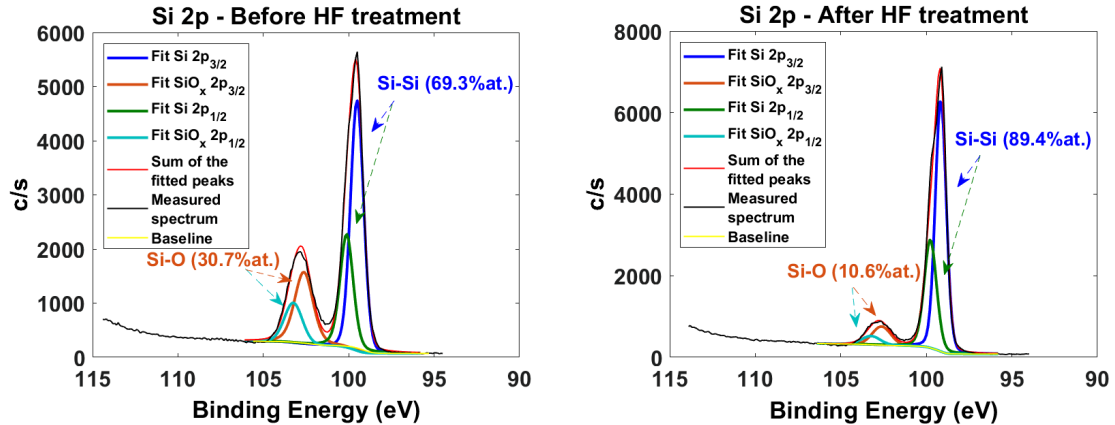 Si 2p - Before HF treatment
6000
5000
4000
3000
2000
1000
0
c/s
Fit Si 2p3/2
Fit SiOx 2p3/2
Fit Si 2p1/2
Fit SiOx 2p1/2
Sum of the
fitted peaks
Measured
spectrum
Baseline
Si-Si (69.3%at.)
Si-O (30.7%at.)
115 110 105 100 95 90
Binding Energy (eV)
Si 2p - After HF treatment
8000
6000
4000
2000
0
c/s
Fit Si 2p3/2
Fit SiOx 2p3/2
Fit Si 2p1/2
Fit SiOx 2p1/2
Sum of the
fitted peaks
Measured
spectrum
Baseline
Si-Si (89.4%at.)
Si-O (10.6%at.)
115 110 105 100 95 90
Binding Energy (eV)